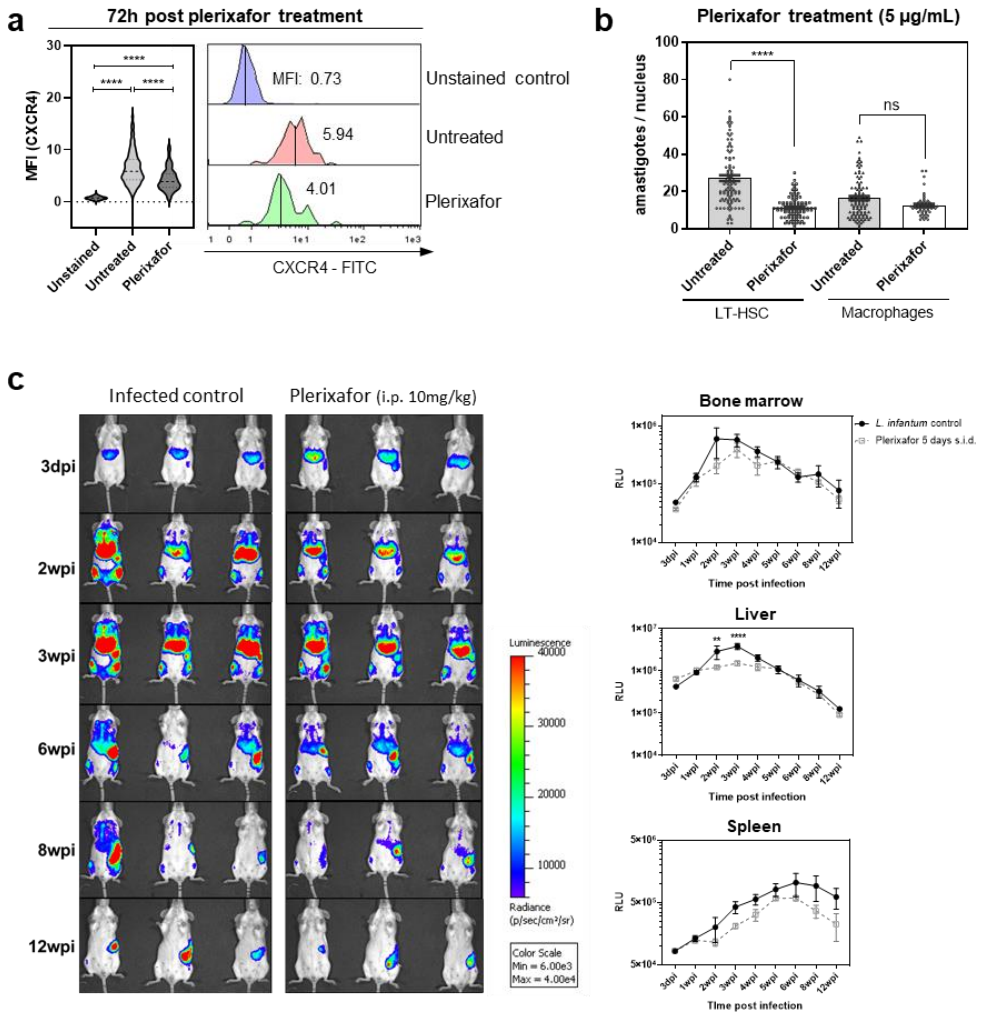 a
72h post plerixafor treatment
MFI (CXCR4)
30
20
10
0
****
****
****
Unstained
Untreated
Plerixafor
MFI: 0.73
5.94
4.01
Unstained control
Untreated
Plerixafor
1 0 1 1e1 1e2 1e3
CXCR4 - FITC
b
Plerixafor treatment (5 µg/mL)
amastigotes / nucleus
100
80
60
40
20
0
****
ns
Untreated
Plerixafor
Untreated
Plerixafor
LT-HSC
Macrophages
c
Infected control
Plerixafor (i.p. 10mg/kg)
3dpi
2wpi
3wpi
6wpi
8wpi
12wpi
Luminescence
40000
30000
20000
10000
Radiance
(p/sec/cm²/sr)
Color Scale
Min = 6.00e3
Max = 4.00e4
Bone marrow
RLU
1×10⁶
1×10⁵
1×10⁴
3dpi 1wpi 2wpi 3wpi 4wpi 5wpi 6wpi 8wpi 12wpi
Time post infection
L. infantum control
Plerixafor 5 days s.i.d.
Liver
RLU
1×10⁷
1×10⁶
1×10⁵
1×10⁴
** ****
3dpi 1wpi 2wpi 3wpi 4wpi 5wpi 6wpi 8wpi 12wpi
Time post infection
Spleen
RLU
5×10⁶
5×10⁵
5×10⁴
3dpi 1wpi 2wpi 3wpi 4wpi 5wpi 6wpi 8wpi 12wpi
TIme post infection